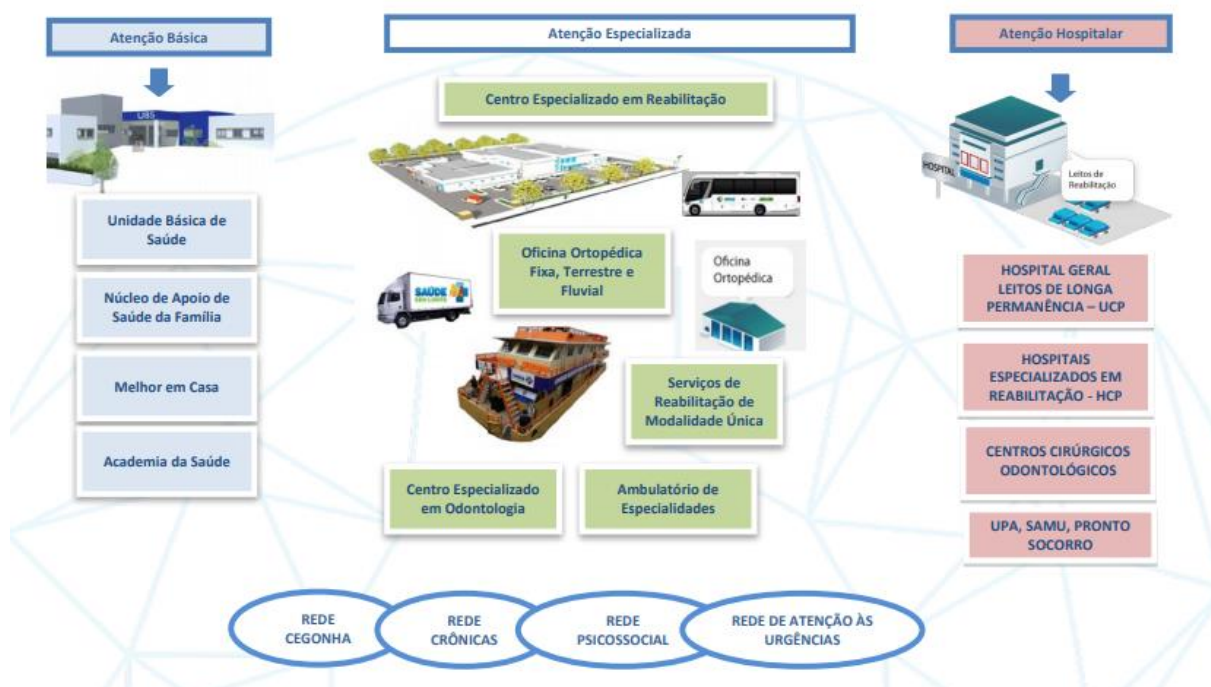 Atenção Básica
Atenção Especializada
Atenção Hospitalar
UBS
Unidade Básica de
Saúde
Núcleo de Apoio de
Saúde da Família
Melhor em Casa
Academia da Saúde
Centro Especializado em Reabilitação
Oficina Ortopédica
Fixa, Terrestre e
Fluvial
Oficina
Ortopédica
SAÚDE
Serviços de
Reabilitação de
Modalidade Única
Centro Especializado
em Odontologia
Ambulatório de
Especialidades
HOSPITAL
Leitos de
Reabilitação
HOSPITAL GERAL
LEITOS DE LONGA
PERMANÊNCIA – UCP
HOSPITAIS
ESPECIALIZADOS EM
REABILITAÇÃO - HCP
CENTROS CIRÚRGICOS
ODONTOLÓGICOS
UPA, SAMU, PRONTO
SOCORRO
REDE
CEGONHA
REDE
CRÔNICAS
REDE
PSICOSSOCIAL
REDE DE ATENÇÃO ÀS
URGÊNCIAS